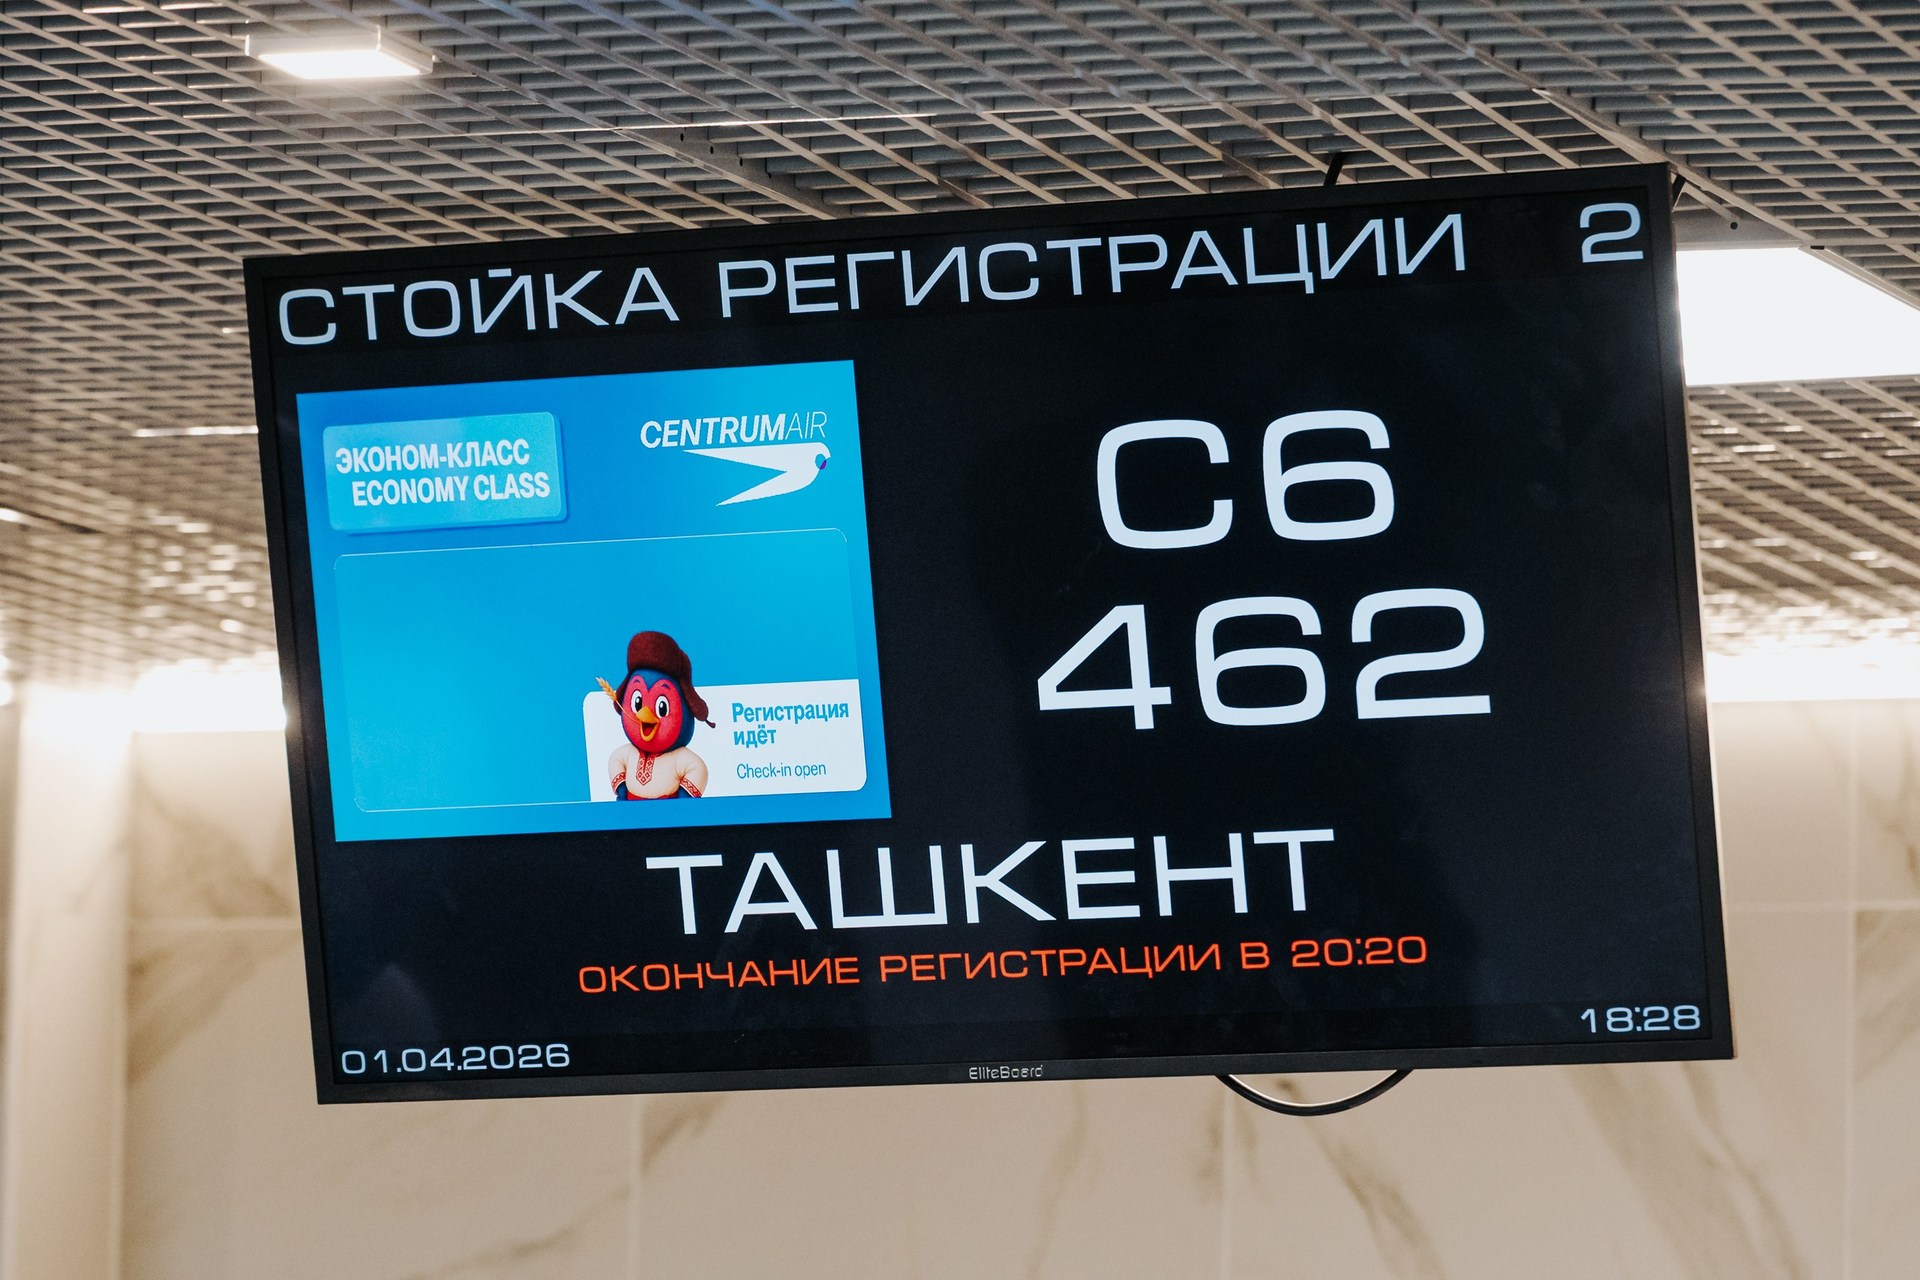 СТОЙКА РЕГИСТРАЦИИ 2
ЭКОНОМ-КЛАСС
ECONOMY CLASS
CENTRUMAIR
C6
462
Регистрация
идёт
Check-in open
ТАШКЕНТ
ОКОНЧАНИЕ РЕГИСТРАЦИИ В 20:20
01.04.2026
18:28
EliteBoard